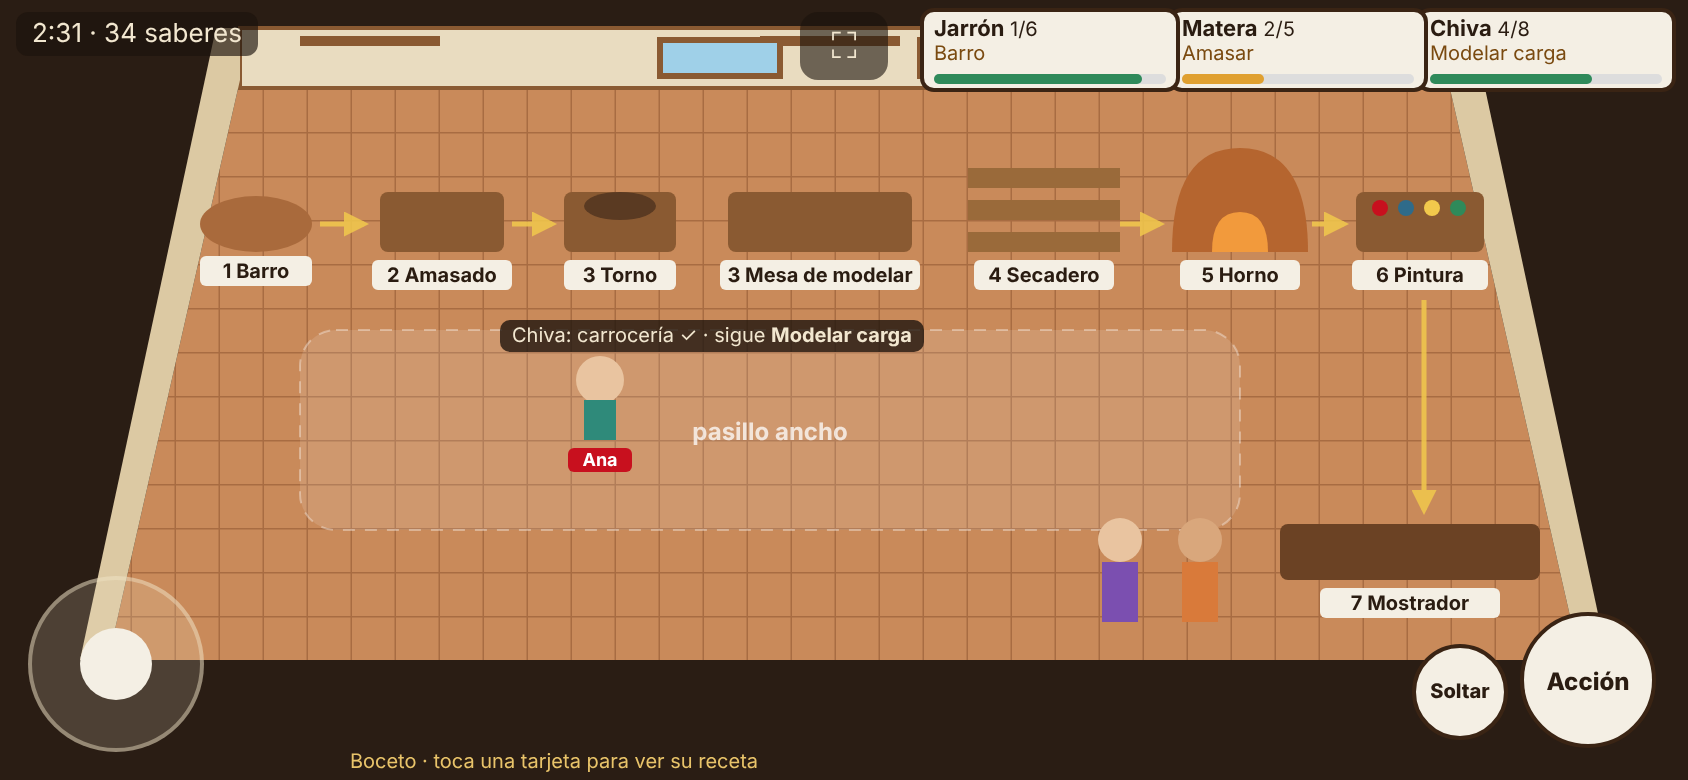 2:31 · 34 saberes
Jarrón 1/6
Barro
Matera 2/5
Amasar
Chiva 4/8
Modelar carga
1 Barro
2 Amasado
3 Torno
3 Mesa de modelar
4 Secadero
5 Horno
6 Pintura
Chiva: carrocería ✓ · sigue Modelar carga
pasillo ancho
Ana
7 Mostrador
Soltar
Acción
Boceto · toca una tarjeta para ver su receta